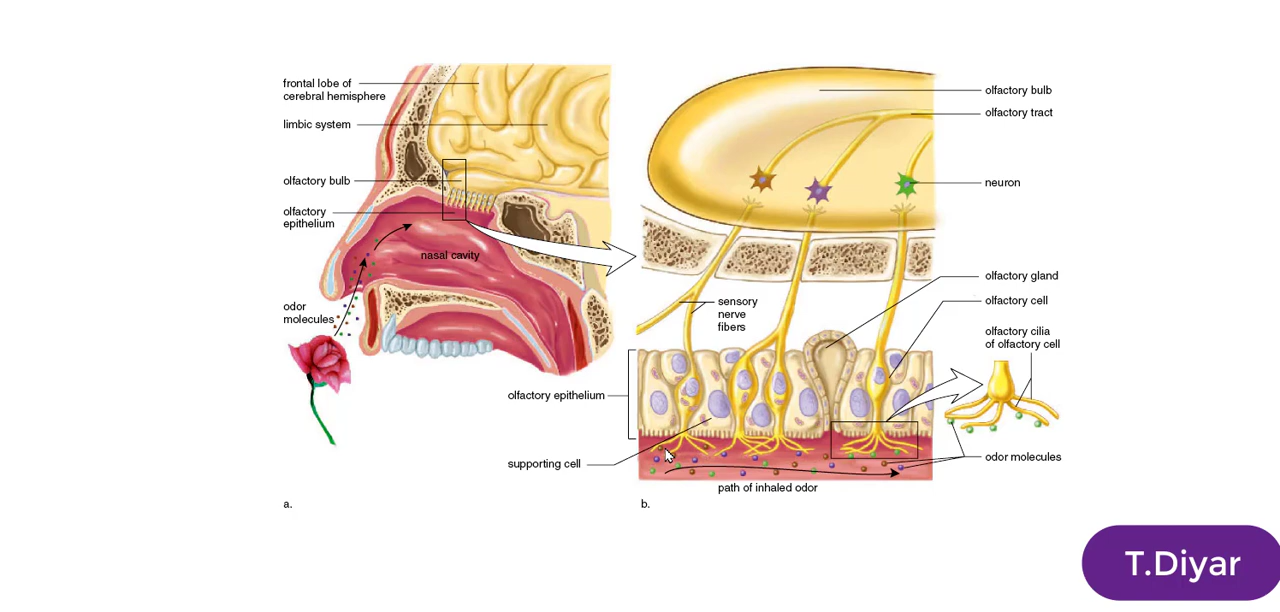 frontal lobe of
cerebral hemisphere
limbic system
olfactory bulb
olfactory
epithelium
nasal cavity
odor
molecules
a.
olfactory bulb
olfactory tract
neuron
olfactory gland
sensory
nerve
fibers
olfactory cell
olfactory cilia
of olfactory cell
olfactory epithelium
supporting cell
odor molecules
path of inhaled odor
b.
T.Diyar